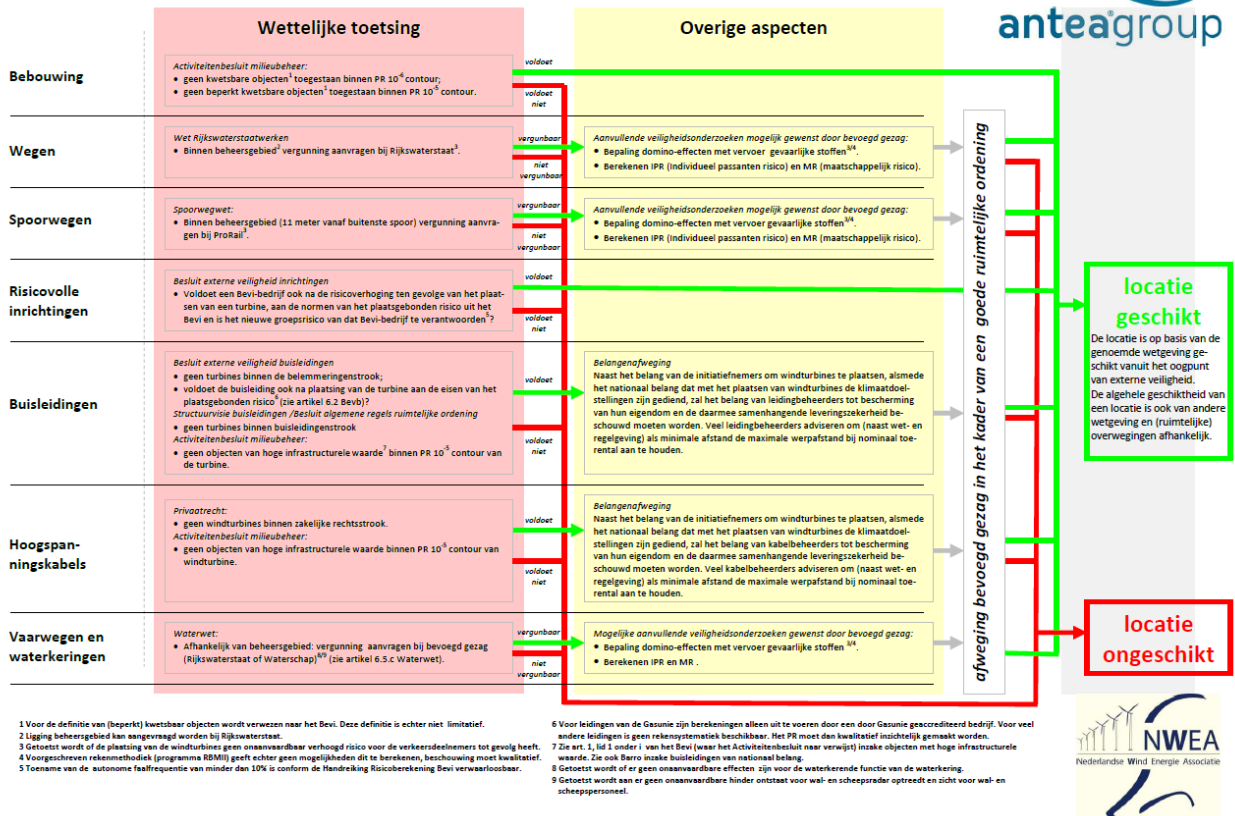 Wettelijke toetsing
Overige aspecten
anteagroup
Bebouwing
Activiteitenbesluit milieubeheer:
• geen kwetsbare objecten¹ toegestaan binnen PR 10⁻⁶ contour;
• geen beperkt kwetsbare objecten¹ toegestaan binnen PR 10⁻⁵ contour.
voldoet
voldoet
niet
Wegen
Wet Rijkswaterstaatwerken
• Binnen beheersgebied² vergunning aanvragen bij Rijkswaterstaat³.
vergunbaar
niet
vergunbaar
Aanvullende veiligheidsonderzoeken mogelijk gewenst door bevoegd gezag:
• Bepaling domino-effecten met vervoer gevaarlijke stoffen³/⁴.
• Berekenen IPR (Individueel passanten risico) en MR (maatschappelijk risico).
Spoorwegen
Spoorwegwet:
• Binnen beheersgebied (11 meter vanaf buitenste spoor) vergunning aanvra-
gen bij ProRail³.
vergunbaar
niet
vergunbaar
Aanvullende veiligheidsonderzoeken mogelijk gewenst door bevoegd gezag:
• Bepaling domino-effecten met vervoer gevaarlijke stoffen³/⁴.
• Berekenen IPR (Individueel passanten risico) en MR (maatschappelijk risico).
Risicovolle
inrichtingen
Besluit externe veiligheid inrichtingen
• Voldoet een Bevi-bedrijf ook na de risicoverhoging ten gevolge van het plaat-
sen van een turbine, aan de normen van het plaatsgebonden risico uit het
Bevi en is het nieuwe groepsrisico van dat Bevi-bedrijf te verantwoorden⁵?
voldoet
voldoet
niet
Buisleidingen
Besluit externe veiligheid buisleidingen
• geen turbines binnen de belemmeringenstrook;
• voldoet de buisleiding ook na plaatsing van de turbine aan de eisen van het
plaatsgebonden risico⁶ (zie artikel 6.2 Bevb)?
Structuurvisie buisleidingen /Besluit algemene regels ruimtelijke ordening
• geen turbines binnen buisleidingenstrook
Activiteitenbesluit milieubeheer:
• geen objecten van hoge infrastructurele waarde⁷ binnen PR 10⁻⁵ contour van
de turbine.
voldoet
voldoet
niet
Belangenafweging
Naast het belang van de initiatiefnemers om windturbines te plaatsen, alsmede
het nationaal belang dat met het plaatsen van windturbines de klimaatdoel-
stellingen zijn gediend, zal het belang van leidingbeheerders tot bescherming
van hun eigendom en de daarmee samenhangende leveringszekerheid be-
schouwd moeten worden. Veel leidingbeheerders adviseren om (naast wet- en
regelgeving) als minimale afstand de maximale werpafstand bij nominaal toe-
rental aan te houden.
Hoogspan-
ningskabels
Privaatrecht:
• geen windturbines binnen zakelijke rechtsstrook.
Activiteitenbesluit milieubeheer:
• geen objecten van hoge infrastructurele waarde binnen PR 10⁻⁵ contour van
windturbine.
voldoet
voldoet
niet
Belangenafweging
Naast het belang van de initiatiefnemers om windturbines te plaatsen, alsmede
het nationaal belang dat met het plaatsen van windturbines de klimaatdoel-
stellingen zijn gediend, zal het belang van kabelbeheerders tot bescherming
van hun eigendom en de daarmee samenhangende leveringszekerheid be-
schouwd moeten worden. Veel kabelbeheerders adviseren om (naast wet- en
regelgeving) als minimale afstand de maximale werpafstand bij nominaal toe-
rental aan te houden.
Vaarwegen en
waterkeringen
Waterwet:
• Afhankelijk van beheersgebied: vergunning aanvragen bij bevoegd gezag
(Rijkswaterstaat of Waterschap)⁸/⁹ (zie artikel 6.5.c Waterwet).
vergunbaar
niet
vergunbaar
Mogelijke aanvullende veiligheidsonderzoeken gewenst door bevoegd gezag:
• Bepaling domino-effecten met vervoer gevaarlijke stoffen ³/⁴.
• Berekenen IPR en MR .
afweging bevoegd gezag in het kader van een goede ruimtelijke ordening
locatie
geschikt
De locatie is op basis van de
genoemde wetgeving ge-
schikt vanuit het oogpunt
van externe veiligheid.
De algehele geschiktheid van
een locatie is ook van andere
wetgeving en (ruimtelijke)
overwegingen afhankelijk.
locatie
ongeschikt
1 Voor de definitie van (beperkt) kwetsbaar objecten wordt verwezen naar het Bevi. Deze definitie is echter niet limitatief.
2 Ligging beheersgebied kan aangevraagd worden bij Rijkswaterstaat.
3 Getoetst wordt of de plaatsing van de windturbines geen onaanvaardbaar verhoogd risico voor de verkeersdeelnemers tot gevolg heeft.
4 Voorgeschreven rekenmethodiek (programma RBMII) geeft echter geen mogelijkheden dit te berekenen, beschouwing moet kwalitatief.
5 Toename van de autonome faalfrequentie van minder dan 10% is conform de Handreiking Risicoberekening Bevi verwaarloosbaar.
6 Voor leidingen van de Gasunie zijn berekeningen alleen uit te voeren door een door Gasunie geaccrediteerd bedrijf. Voor veel
andere leidingen is geen rekensystematiek beschikbaar. Het PR moet dan kwalitatief inzichtelijk gemaakt worden.
7 Zie art. 1, lid 1 onder i van het Bevi (waar het Activiteitenbesluit naar verwijst) inzake objecten met hoge infrastructurele
waarde. Zie ook Barro inzake buisleidingen van nationaal belang.
8 Getoetst wordt of er geen onaanvaardbare effecten zijn voor de waterkerende functie van de waterkering.
9 Getoetst wordt aan er geen onaanvaardbare hinder ontstaat voor wal- en scheepsradar optreedt en zicht voor wal- en
scheepspersoneel.
NWEA
Nederlandse Wind Energie Associatie